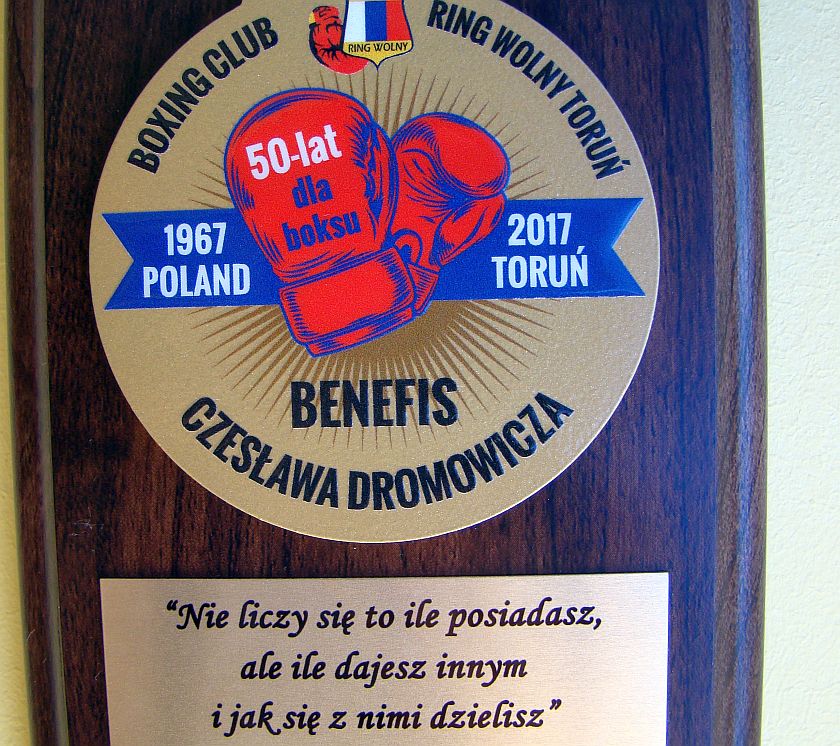 RING WOLNY
BOXING CLUB RING WOLNY TORUŃ
50-lat
dla
boksu
1967
POLAND
2017
TORUŃ
BENEFIS
CZESŁAWA DROMOWICZA
“Nie liczy się to ile posiadasz,
ale ile dajesz innym
i jak się z nimi dzielisz”